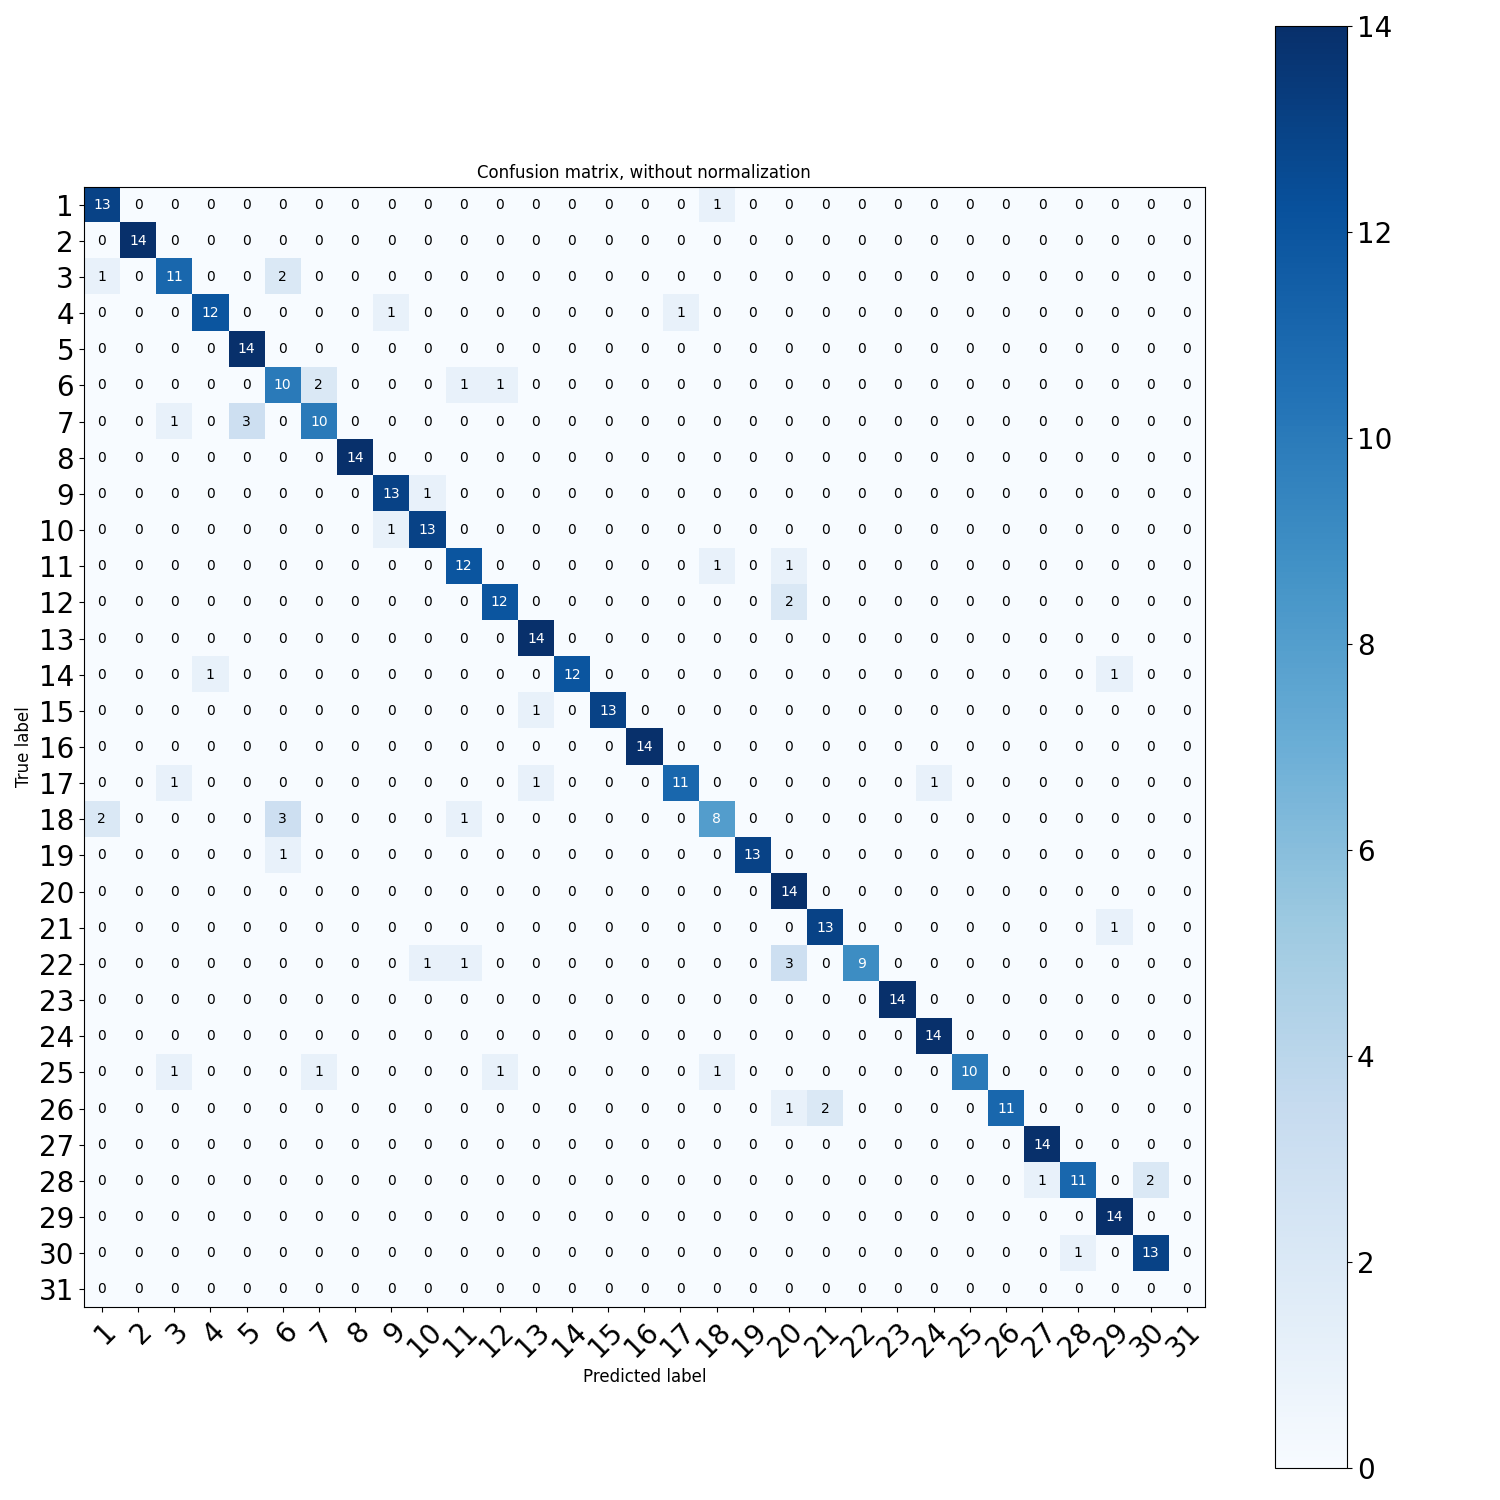 Confusion matrix, without normalization
1 13 0 0 0 0 0 0 0 0 0 0 0 0 0 0 0 0 1 0 0 0 0 0 0 0 0 0 0 0 0 0
2 0 14 0 0 0 0 0 0 0 0 0 0 0 0 0 0 0 0 0 0 0 0 0 0 0 0 0 0 0 0 0
3 1 0 11 0 0 2 0 0 0 0 0 0 0 0 0 0 0 0 0 0 0 0 0 0 0 0 0 0 0 0 0
4 0 0 0 12 0 0 0 0 1 0 0 0 0 0 0 0 1 0 0 0 0 0 0 0 0 0 0 0 0 0 0
5 0 0 0 0 14 0 0 0 0 0 0 0 0 0 0 0 0 0 0 0 0 0 0 0 0 0 0 0 0 0 0
6 0 0 0 0 0 10 2 0 0 0 1 1 0 0 0 0 0 0 0 0 0 0 0 0 0 0 0 0 0 0 0
7 0 0 1 0 3 0 10 0 0 0 0 0 0 0 0 0 0 0 0 0 0 0 0 0 0 0 0 0 0 0 0
8 0 0 0 0 0 0 0 14 0 0 0 0 0 0 0 0 0 0 0 0 0 0 0 0 0 0 0 0 0 0 0
9 0 0 0 0 0 0 0 0 13 1 0 0 0 0 0 0 0 0 0 0 0 0 0 0 0 0 0 0 0 0 0
10 0 0 0 0 0 0 0 0 1 13 0 0 0 0 0 0 0 0 0 0 0 0 0 0 0 0 0 0 0 0 0
11 0 0 0 0 0 0 0 0 0 0 12 0 0 0 0 0 0 1 0 1 0 0 0 0 0 0 0 0 0 0 0
12 0 0 0 0 0 0 0 0 0 0 0 12 0 0 0 0 0 0 0 2 0 0 0 0 0 0 0 0 0 0 0
13 0 0 0 0 0 0 0 0 0 0 0 0 14 0 0 0 0 0 0 0 0 0 0 0 0 0 0 0 0 0 0
14 0 0 0 1 0 0 0 0 0 0 0 0 0 12 0 0 0 0 0 0 0 0 0 0 0 0 0 0 1 0 0
15 0 0 0 0 0 0 0 0 0 0 0 0 1 0 13 0 0 0 0 0 0 0 0 0 0 0 0 0 0 0 0
16 0 0 0 0 0 0 0 0 0 0 0 0 0 0 0 14 0 0 0 0 0 0 0 0 0 0 0 0 0 0 0
17 0 0 1 0 0 0 0 0 0 0 0 0 1 0 0 0 11 0 0 0 0 0 0 1 0 0 0 0 0 0 0
18 2 0 0 0 0 3 0 0 0 0 1 0 0 0 0 0 0 8 0 0 0 0 0 0 0 0 0 0 0 0 0
19 0 0 0 0 0 1 0 0 0 0 0 0 0 0 0 0 0 0 13 0 0 0 0 0 0 0 0 0 0 0 0
20 0 0 0 0 0 0 0 0 0 0 0 0 0 0 0 0 0 0 0 14 0 0 0 0 0 0 0 0 0 0 0
21 0 0 0 0 0 0 0 0 0 0 0 0 0 0 0 0 0 0 0 0 13 0 0 0 0 0 0 0 1 0 0
22 0 0 0 0 0 0 0 0 0 1 1 0 0 0 0 0 0 0 0 3 0 9 0 0 0 0 0 0 0 0 0
23 0 0 0 0 0 0 0 0 0 0 0 0 0 0 0 0 0 0 0 0 0 0 14 0 0 0 0 0 0 0 0
24 0 0 0 0 0 0 0 0 0 0 0 0 0 0 0 0 0 0 0 0 0 0 0 14 0 0 0 0 0 0 0
25 0 0 1 0 0 0 1 0 0 0 0 1 0 0 0 0 0 1 0 0 0 0 0 0 10 0 0 0 0 0 0
26 0 0 0 0 0 0 0 0 0 0 0 0 0 0 0 0 0 0 0 1 2 0 0 0 0 11 0 0 0 0 0
27 0 0 0 0 0 0 0 0 0 0 0 0 0 0 0 0 0 0 0 0 0 0 0 0 0 0 14 0 0 0 0
28 0 0 0 0 0 0 0 0 0 0 0 0 0 0 0 0 0 0 0 0 0 0 0 0 0 0 1 11 0 2 0
29 0 0 0 0 0 0 0 0 0 0 0 0 0 0 0 0 0 0 0 0 0 0 0 0 0 0 0 0 14 0 0
30 0 0 0 0 0 0 0 0 0 0 0 0 0 0 0 0 0 0 0 0 0 0 0 0 0 0 0 1 0 13 0
31 0 0 0 0 0 0 0 0 0 0 0 0 0 0 0 0 0 0 0 0 0 0 0 0 0 0 0 0 0 0 0
1 2 3 4 5 6 7 8 9 10 11 12 13 14 15 16 17 18 19 20 21 22 23 24 25 26 27 28 29 30 31
Predicted label
True label
14
12
10
8
6
4
2
0